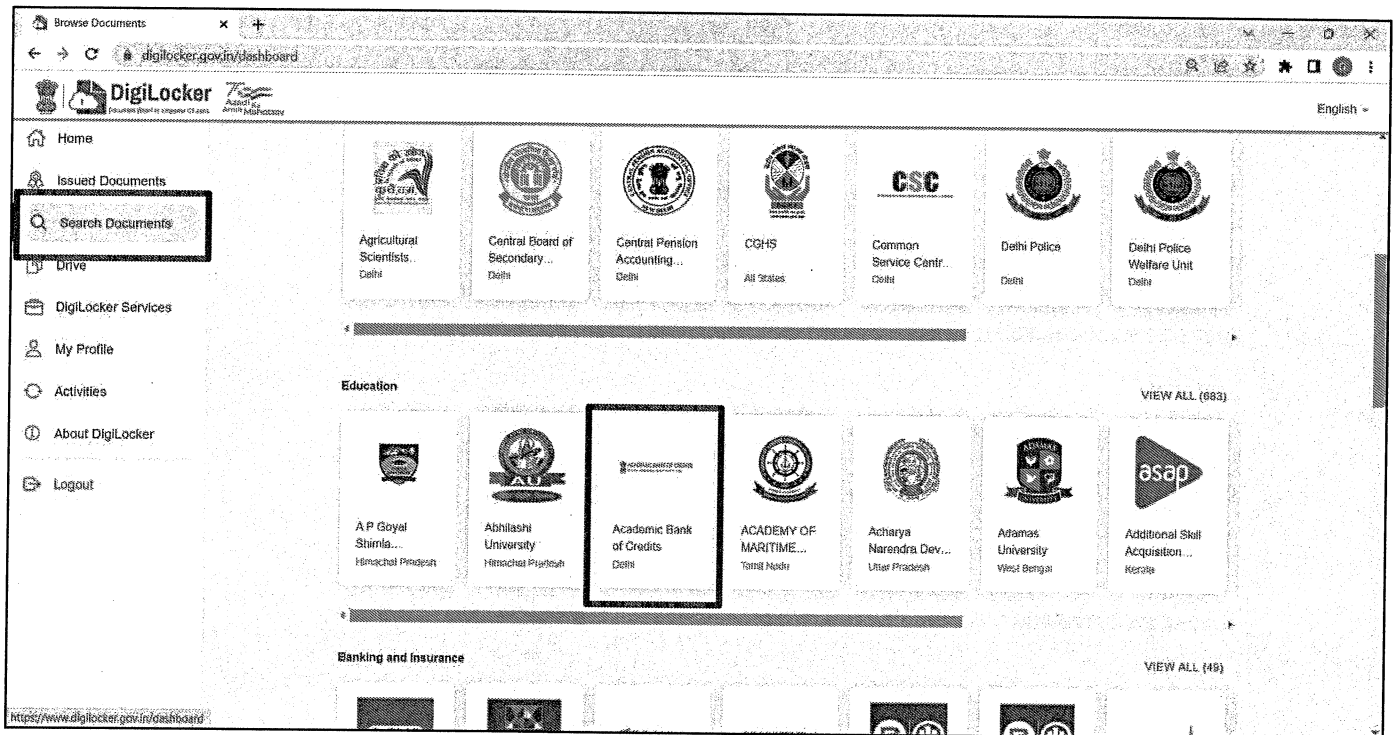 Browse Documents
digilocker.gov.in/dashboard
DigiLocker
Azadi Ka
Amrit Mahotsav
English
Home
Issued Documents
Search Documents
Drive
DigiLocker Services
My Profile
Activities
About DigiLocker
Logout
CSC
Agricultural
Scientists...
Delhi
Central Board of
Secondary...
Delhi
Central Pension
Accounting...
Delhi
CGHS
All States
Common
Service Centr...
Delhi
Delhi Police
Delhi
Delhi Police
Welfare Unit
Delhi
Education
VIEW ALL (683)
AU
ADAMAS
asap
A P Goyal
Shimla...
Himachal Pradesh
Abhilashi
University
Himachal Pradesh
Academic Bank
of Credits
Delhi
ACADEMY OF
MARITIME...
Tamil Nadu
Acharya
Narendra Dev...
Uttar Pradesh
Adamas
University
West Bengal
Additional Skill
Acquisition...
Kerala
Banking and Insurance
VIEW ALL (49)
https://www.digilocker.gov.in/dashboard